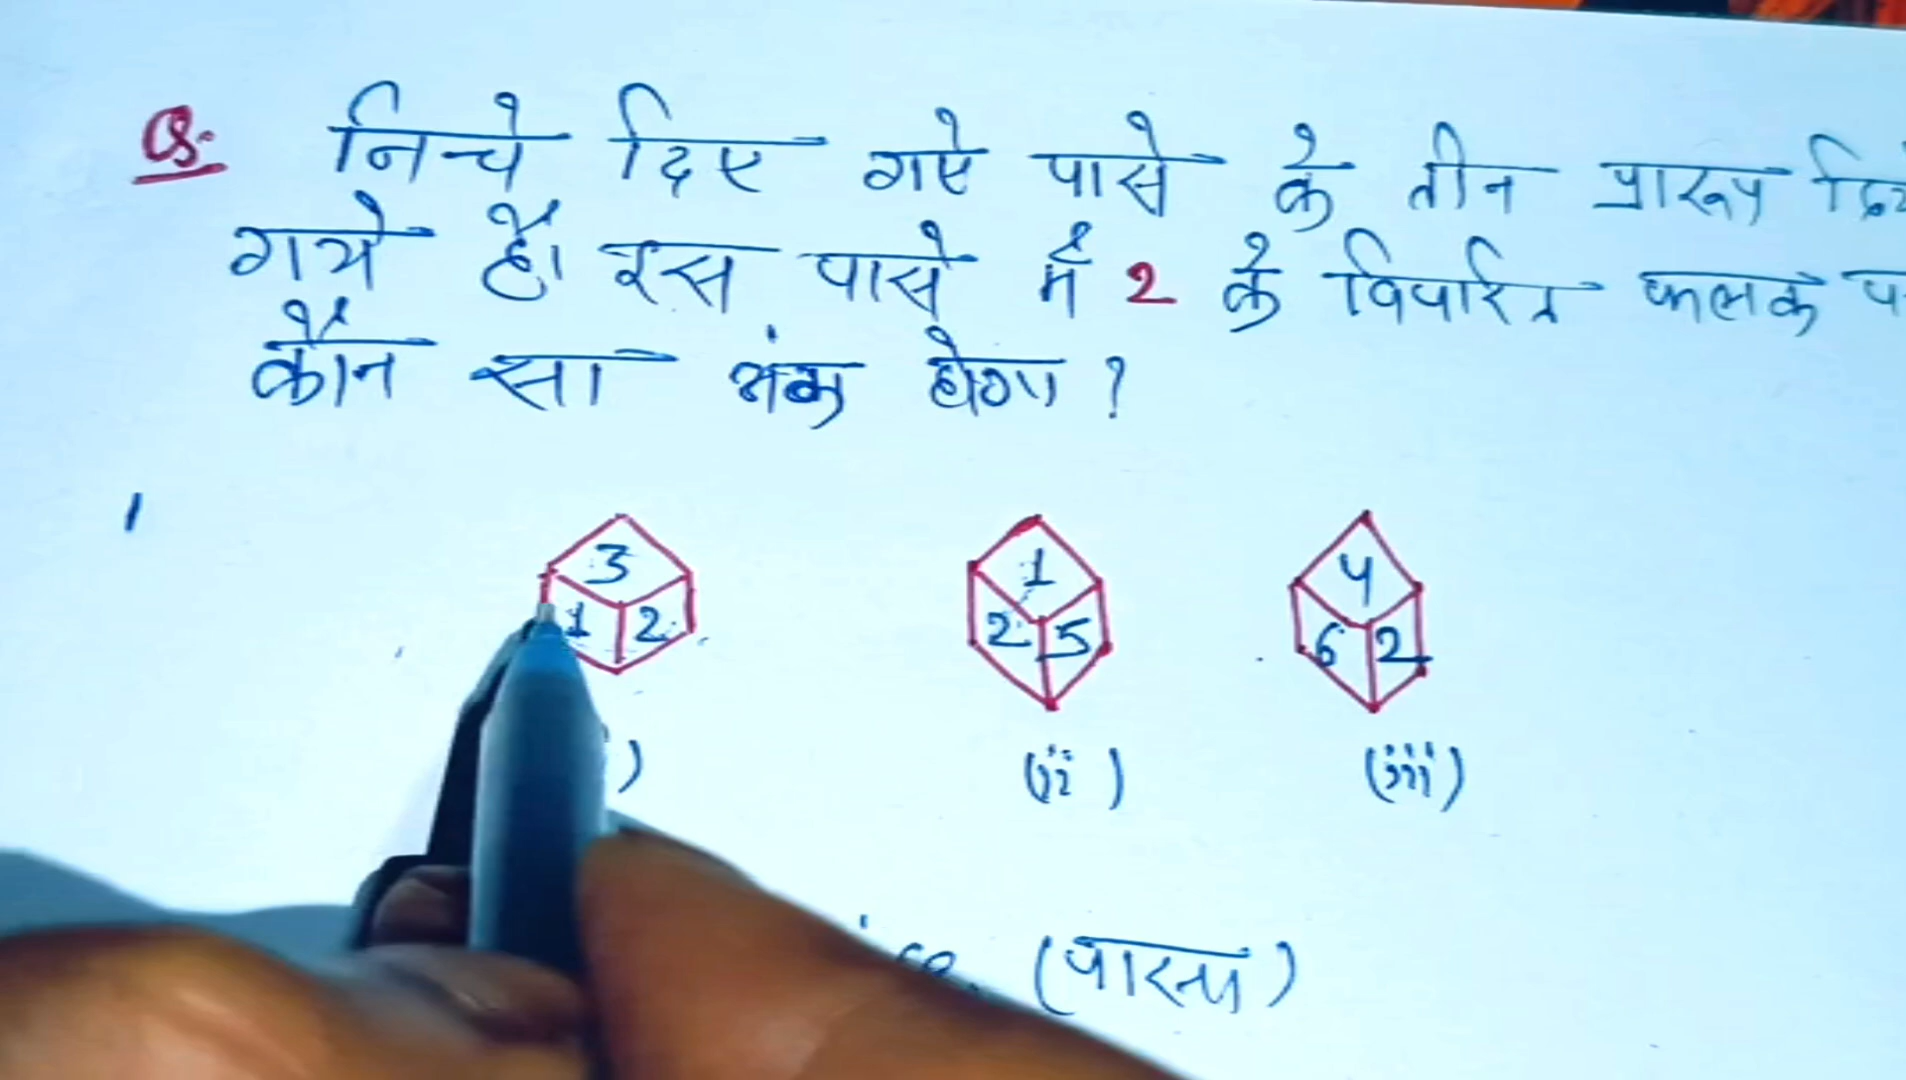 Q. निचे दिए गऐ पासे के तीन प्रारूप
गये है। इस पासे में 2 के विपरित फलक
कौन सा अंक होगा ?
3
1 2
1
2 5
4
6 2
(ii) (iii)